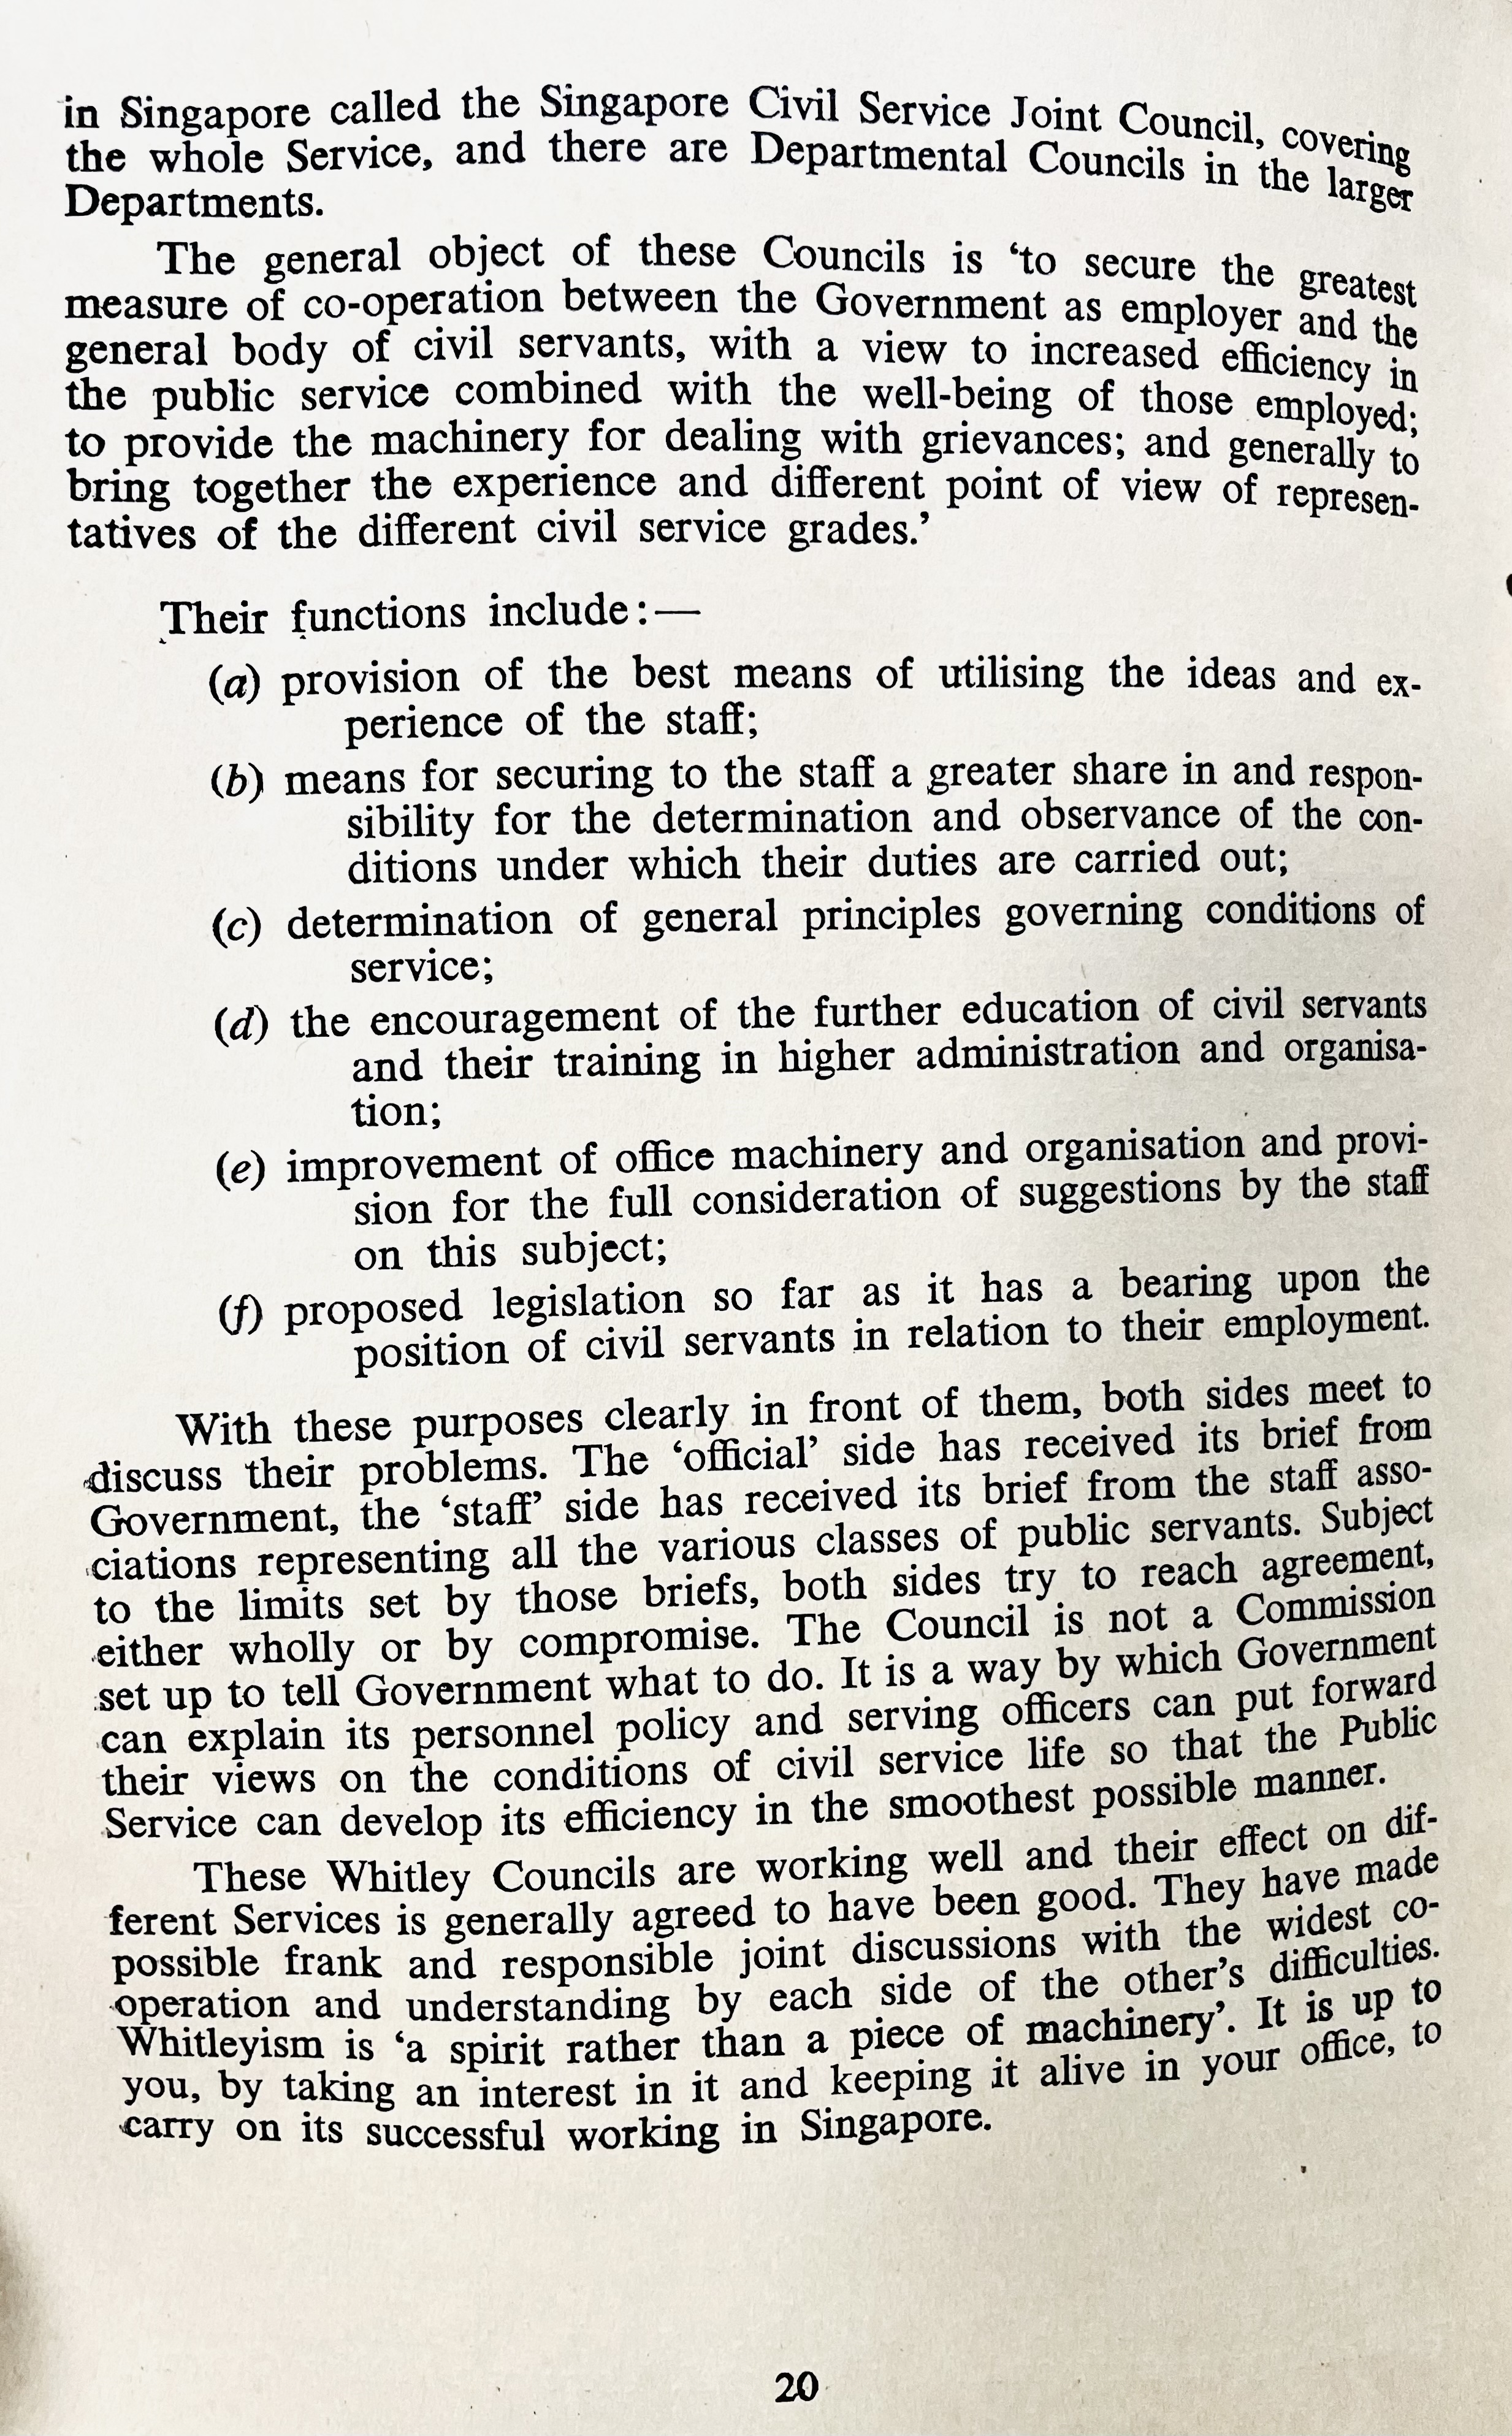 in Singapore called the Singapore Civil Service Joint Council, covering
the whole Service, and there are Departmental Councils in the larger
Departments.
The general object of these Councils is ‘to secure the greatest
measure of co-operation between the Government as employer and the
general body of civil servants, with a view to increased efficiency in
the public service combined with the well-being of those employed;
to provide the machinery for dealing with grievances; and generally to
bring together the experience and different point of view of represen-
tatives of the different civil service grades.’
Their functions include:—
(a) provision of the best means of utilising the ideas and ex-
perience of the staff;
(b) means for securing to the staff a greater share in and respon-
sibility for the determination and observance of the con-
ditions under which their duties are carried out;
(c) determination of general principles governing conditions of
service;
(d) the encouragement of the further education of civil servants
and their training in higher administration and organisa-
tion;
(e) improvement of office machinery and organisation and provi-
sion for the full consideration of suggestions by the staff
on this subject;
(f) proposed legislation so far as it has a bearing upon the
position of civil servants in relation to their employment.
With these purposes clearly in front of them, both sides meet to
discuss their problems. The ‘official’ side has received its brief from
Government, the ‘staff’ side has received its brief from the staff asso-
ciations representing all the various classes of public servants. Subject
to the limits set by those briefs, both sides try to reach agreement,
either wholly or by compromise. The Council is not a Commission
set up to tell Government what to do. It is a way by which Government
can explain its personnel policy and serving officers can put forward
their views on the conditions of civil service life so that the Public
Service can develop its efficiency in the smoothest possible manner.
These Whitley Councils are working well and their effect on dif-
ferent Services is generally agreed to have been good. They have made
possible frank and responsible joint discussions with the widest co-
operation and understanding by each side of the other’s difficulties.
Whitleyism is ‘a spirit rather than a piece of machinery’. It is up to
you, by taking an interest in it and keeping it alive in your office, to
carry on its successful working in Singapore.
20